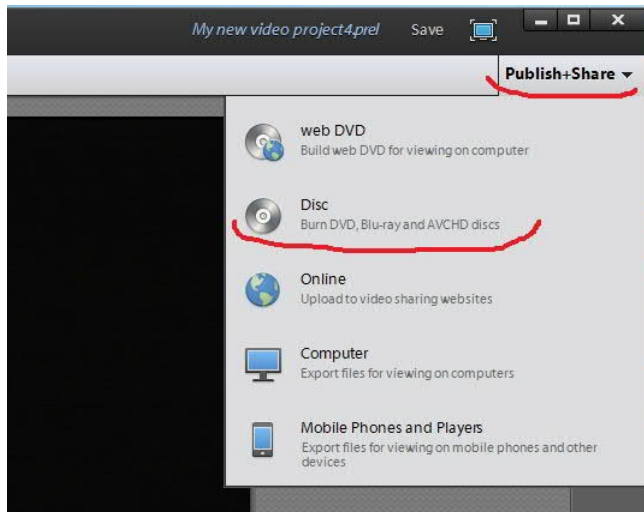 My new video project4.prel Save
Publish+Share
web DVD
Build web DVD for viewing on computer
Disc
Burn DVD, Blu-ray and AVCHD discs
Online
Upload to video sharing websites
Computer
Export files for viewing on computers
Mobile Phones and Players
Export files for viewing on mobile phones and other
devices